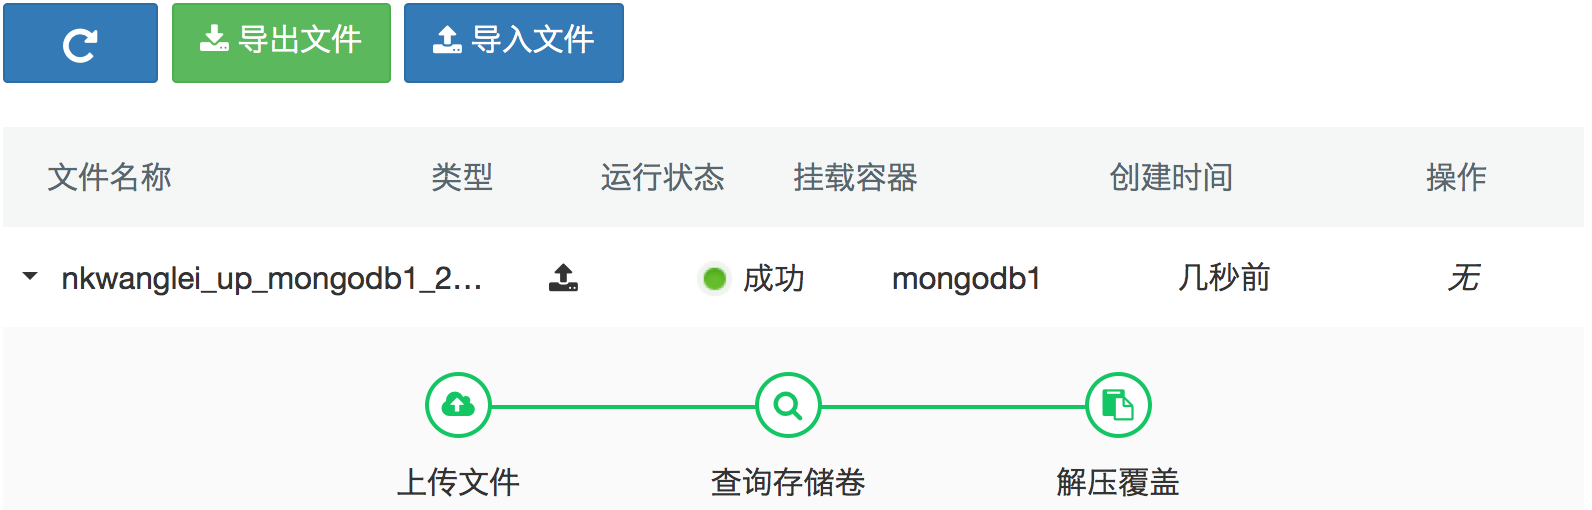 导出文件 导入文件
文件名称 类型 运行状态 挂载容器 创建时间 操作
nkwanglei_up_mongodb1_2... 成功 mongodb1 几秒前 无
上传文件 查询存储卷 解压覆盖